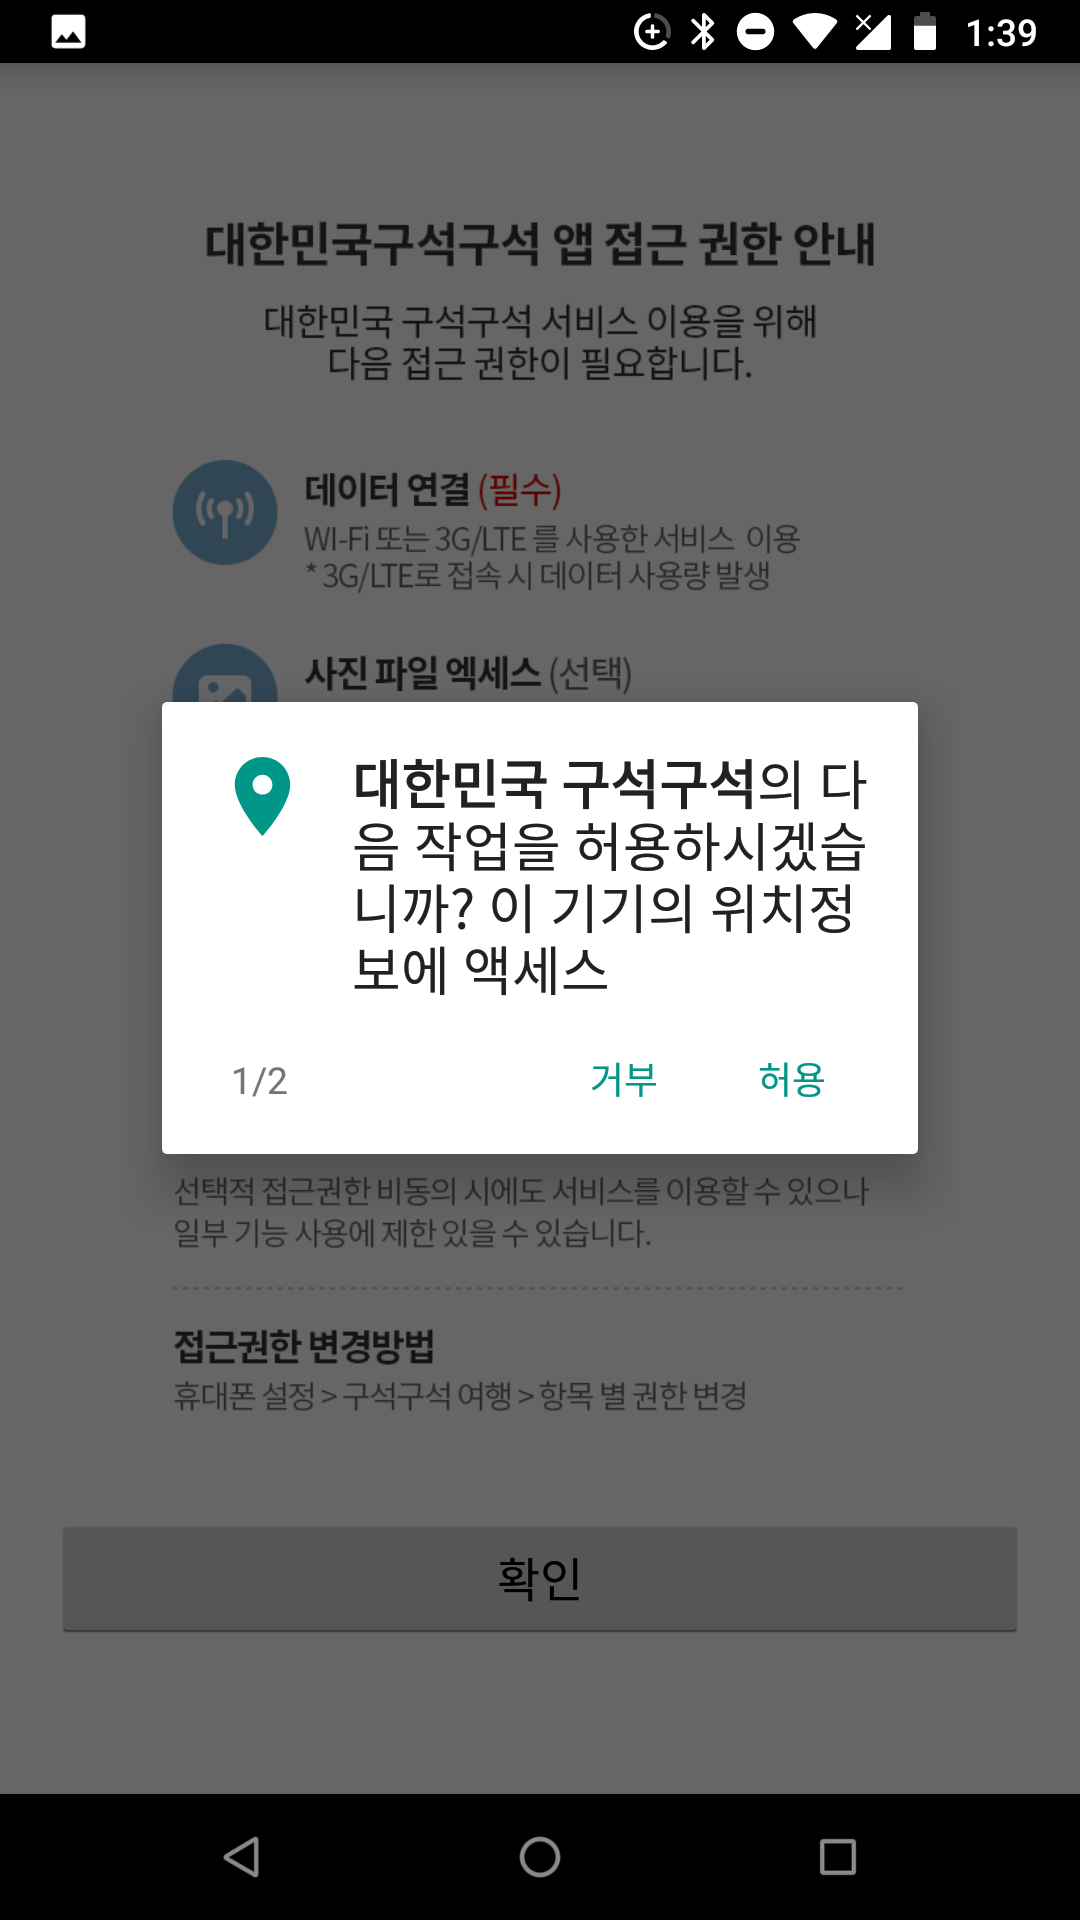 1:39
대한민국구석구석 앱 접근 권한 안내
대한민국 구석구석 서비스 이용을 위해
다음 접근 권한이 필요합니다.
데이터 연결 (필수)
WI-Fi 또는 3G/LTE 를 사용한 서비스 이용
* 3G/LTE로 접속 시 데이터 사용량 발생
사진 파일 엑세스 (선택)
대한민국 구석구석의 다
음 작업을 허용하시겠습
니까? 이 기기의 위치정
보에 액세스
1/2
거부
허용
선택적 접근권한 비동의 시에도 서비스를 이용할 수 있으나
일부 기능 사용에 제한 있을 수 있습니다.
접근권한 변경방법
휴대폰 설정 > 구석구석 여행 > 항목 별 권한 변경
확인